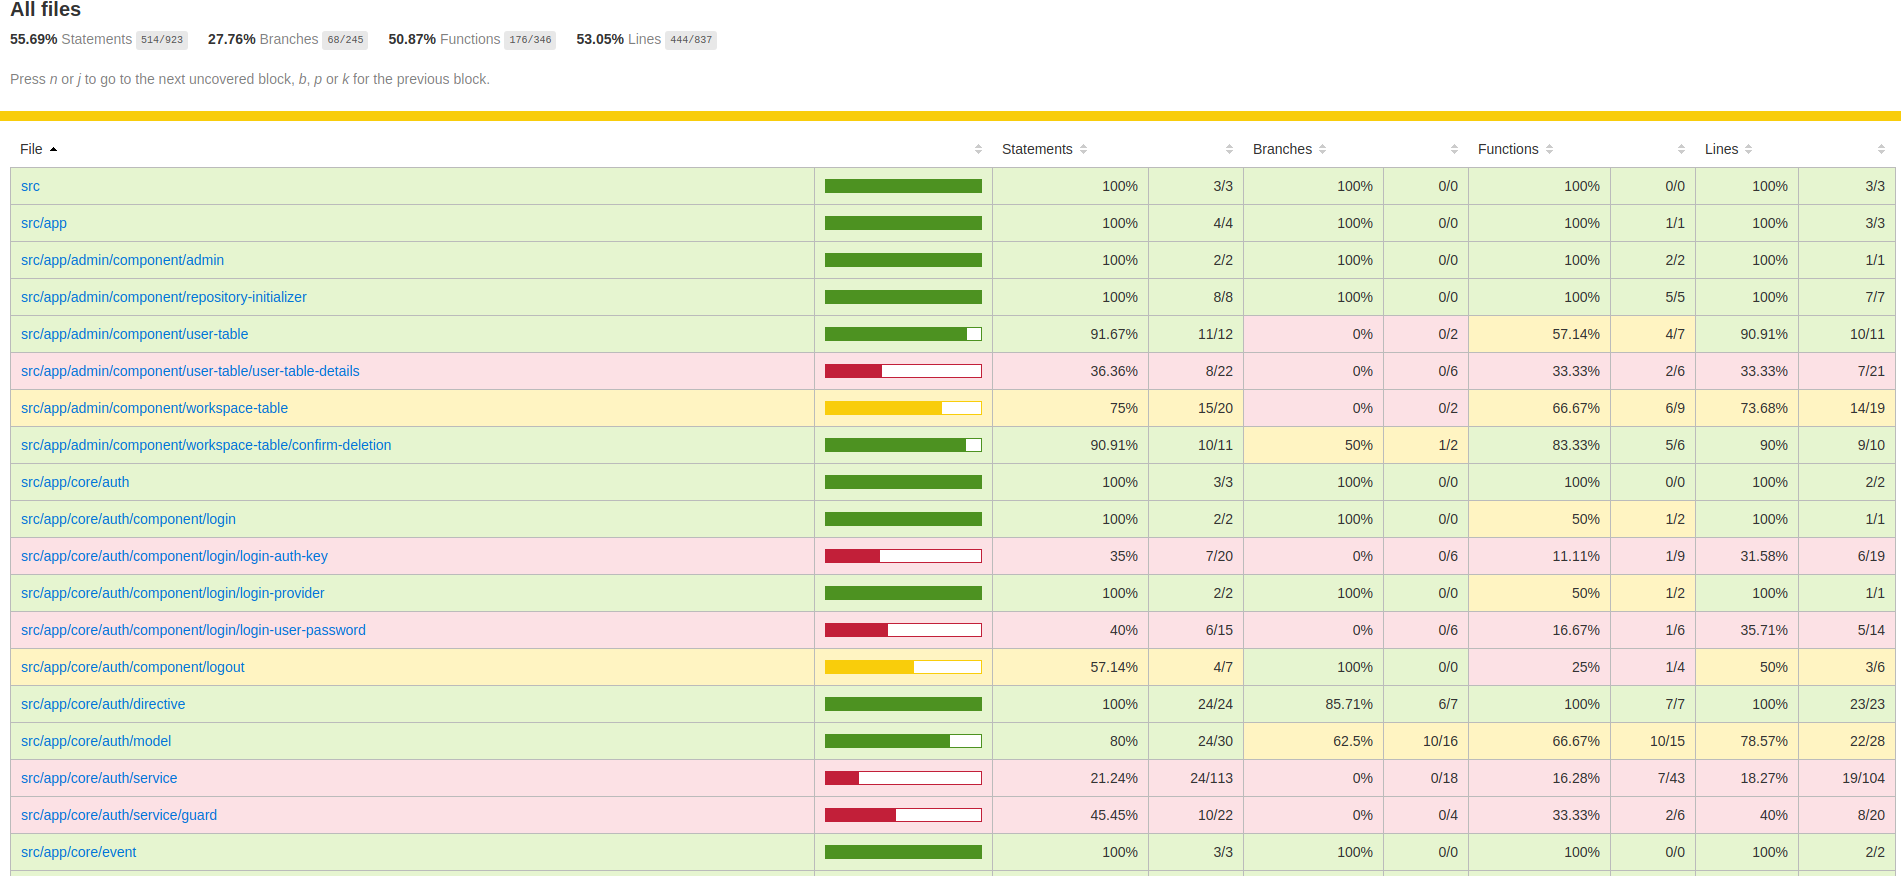 All files
55.69% Statements 514/923 27.76% Branches 68/245 50.87% Functions 176/346 53.05% Lines 444/837
Press n or j to go to the next uncovered block, b, p or k for the previous block.
File Statements Branches Functions Lines
src 100% 3/3 100% 0/0 100% 0/0 100% 3/3
src/app 100% 4/4 100% 0/0 100% 1/1 100% 3/3
src/app/admin/component/admin 100% 2/2 100% 0/0 100% 2/2 100% 1/1
src/app/admin/component/repository-initializer 100% 8/8 100% 0/0 100% 5/5 100% 7/7
src/app/admin/component/user-table 91.67% 11/12 0% 0/2 57.14% 4/7 90.91% 10/11
src/app/admin/component/user-table/user-table-details 36.36% 8/22 0% 0/6 33.33% 2/6 33.33% 7/21
src/app/admin/component/workspace-table 75% 15/20 0% 0/2 66.67% 6/9 73.68% 14/19
src/app/admin/component/workspace-table/confirm-deletion 90.91% 10/11 50% 1/2 83.33% 5/6 90% 9/10
src/app/core/auth 100% 3/3 100% 0/0 100% 0/0 100% 2/2
src/app/core/auth/component/login 100% 2/2 100% 0/0 50% 1/2 100% 1/1
src/app/core/auth/component/login/login-auth-key 35% 7/20 0% 0/6 11.11% 1/9 31.58% 6/19
src/app/core/auth/component/login/login-provider 100% 2/2 100% 0/0 50% 1/2 100% 1/1
src/app/core/auth/component/login/login-user-password 40% 6/15 0% 0/6 16.67% 1/6 35.71% 5/14
src/app/core/auth/component/logout 57.14% 4/7 100% 0/0 25% 1/4 50% 3/6
src/app/core/auth/directive 100% 24/24 85.71% 6/7 100% 7/7 100% 23/23
src/app/core/auth/model 80% 24/30 62.5% 10/16 66.67% 10/15 78.57% 22/28
src/app/core/auth/service 21.24% 24/113 0% 0/18 16.28% 7/43 18.27% 19/104
src/app/core/auth/service/guard 45.45% 10/22 0% 0/4 33.33% 2/6 40% 8/20
src/app/core/event 100% 3/3 100% 0/0 100% 0/0 100% 2/2